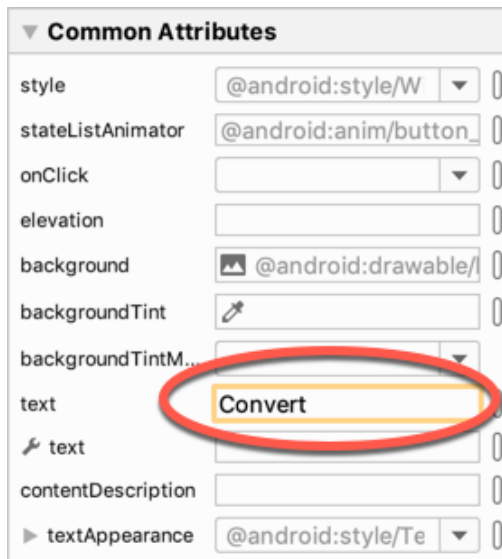 Common Attributes
style @android:style/W
stateListAnimator @android:anim/button_
onClick
elevation
background @android:drawable/
backgroundTint
backgroundTintM...
text Convert
text
contentDescription
textAppearance @android:style/Te